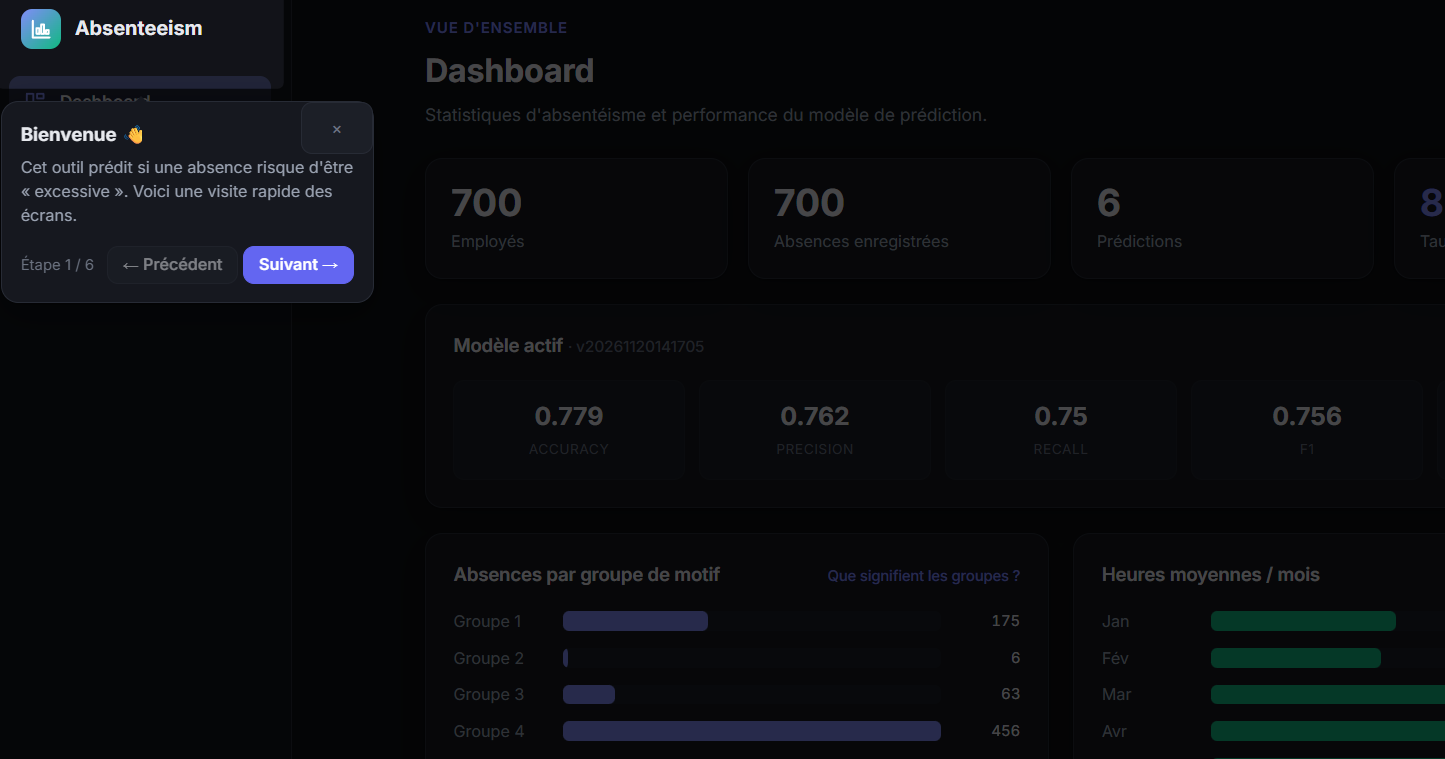 Absenteeism
Dashboard
Bienvenue 👋
×
Cet outil prédit si une absence risque d'être
« excessive ». Voici une visite rapide des
écrans.
Étape 1 / 6
← Précédent
Suivant →
VUE D'ENSEMBLE
Dashboard
Statistiques d'absentéisme et performance du modèle de prédiction.
700
Employés
700
Absences enregistrées
6
Prédictions
Modèle actif · v20261120141705
0.779
ACCURACY
0.762
PRECISION
0.75
RECALL
0.756
F1
Absences par groupe de motif
Que signifient les groupes ?
Groupe 1 175
Groupe 2 6
Groupe 3 63
Groupe 4 456
Heures moyennes / mois
Jan
Fév
Mar
Avr